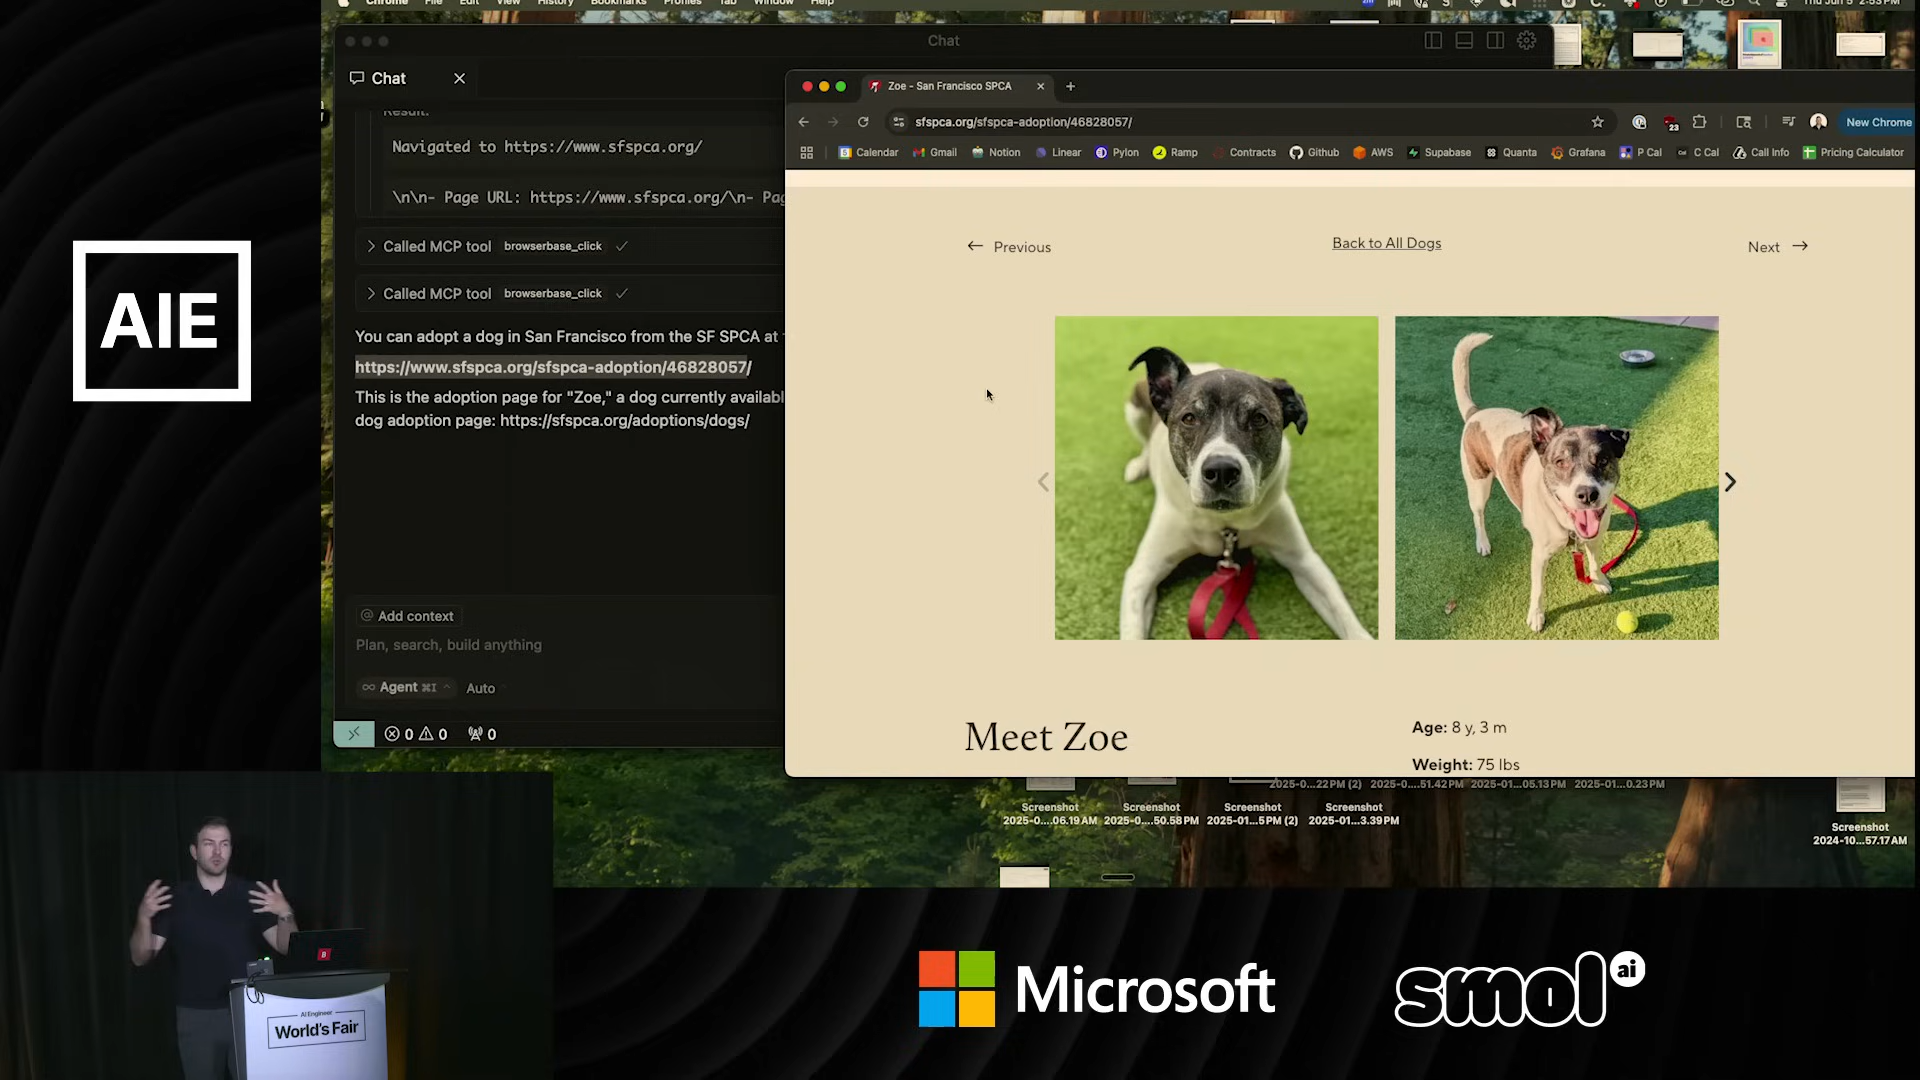 Chrome File Edit View History Bookmarks Profiles Tab Window Help
Thu Jun 5 2:53 PM
Chat
Chat
Result:
Navigated to https://www.sfspca.org/
\n\n- Page URL: https://www.sfspca.org/\n- Pag
Called MCP tool browserbase_click
Called MCP tool browserbase_click
You can adopt a dog in San Francisco from the SF SPCA at
https://www.sfspca.org/sfspca-adoption/46828057/
This is the adoption page for "Zoe," a dog currently availabl
dog adoption page: https://sfspca.org/adoptions/dogs/
@ Add context
Plan, search, build anything
∞ Agent ⌘I Auto
0 0 0
Zoe - San Francisco SPCA
sfspca.org/sfspca-adoption/46828057/
23
New Chrome
Calendar Gmail Notion Linear Pylon Ramp Contracts Github AWS Supabase Quanta Grafana P Cal C Cal Call Info Pricing Calculator
← Previous
Back to All Dogs
Next →
Meet Zoe
Age: 8 y, 3 m
Weight: 75 lbs
2025-0...22PM (2) 2025-0....51.42 PM 2025-01...05.13 PM 2025-01...0.23 PM
Screenshot Screenshot Screenshot Screenshot
2025-0....06.19 AM 2025-0....50.58 PM 2025-01...5PM (2) 2025-01...3.39 PM
Screenshot
2024-10...57.17 AM
AIE
B
AI Engineer
World's Fair
Microsoft
smol ai